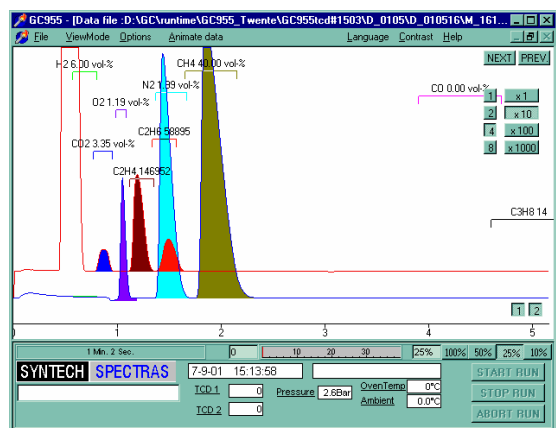 GC955 - [Data file :D:\GC\runtime\GC955_Twente\GC955tcd#1503\D_0105\D_010516\M_161...
File ViewMode Options Animate data Language Contrast Help
H2 6.00 vol-% CH4 40.00 vol-% NEXT PREV
N2 1.99 vol-% CO 0.00 vol-% 1 x 1
O2 1.19 vol-% 2 x 10
C2H6 58895 4 x 100
CO2 3.35 vol-% 8 x 1000
C2H4 146952
C3H8 14
1 2
0 1 2 3 4 5
1 Min. 2 Sec. 0 10 20 30 25% 100% 50% 25% 10%
SYNTECH SPECTRAS 7-9-01 15:13:58 START RUN
TCD 1 0 Pressure 2.6Bar OvenTemp 0°C STOP RUN
Ambient 0.0°C
TCD 2 0 ABORT RUN